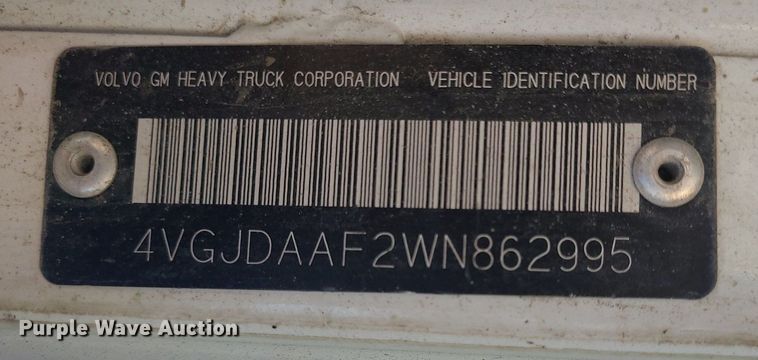 VOLVO GM HEAVY TRUCK CORPORATION VEHICLE IDENTIFICATION NUMBER
4VGJDAAF2WN862995
Purple Wave Auction